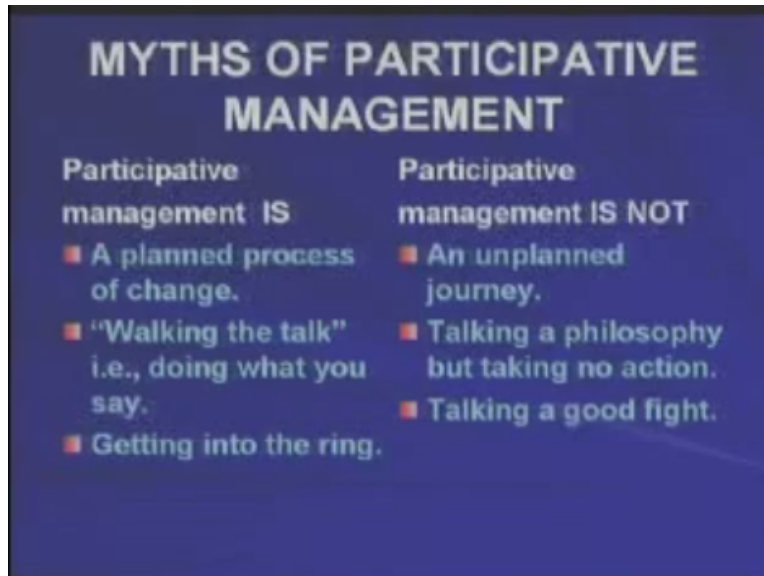 MYTHS OF PARTICIPATIVE
MANAGEMENT
Participative
management IS
A planned process
of change.
"Walking the talk"
i.e., doing what you
say.
Getting into the ring.
Participative
management IS NOT
An unplanned
journey.
Talking a philosophy
but taking no action.
Talking a good fight.